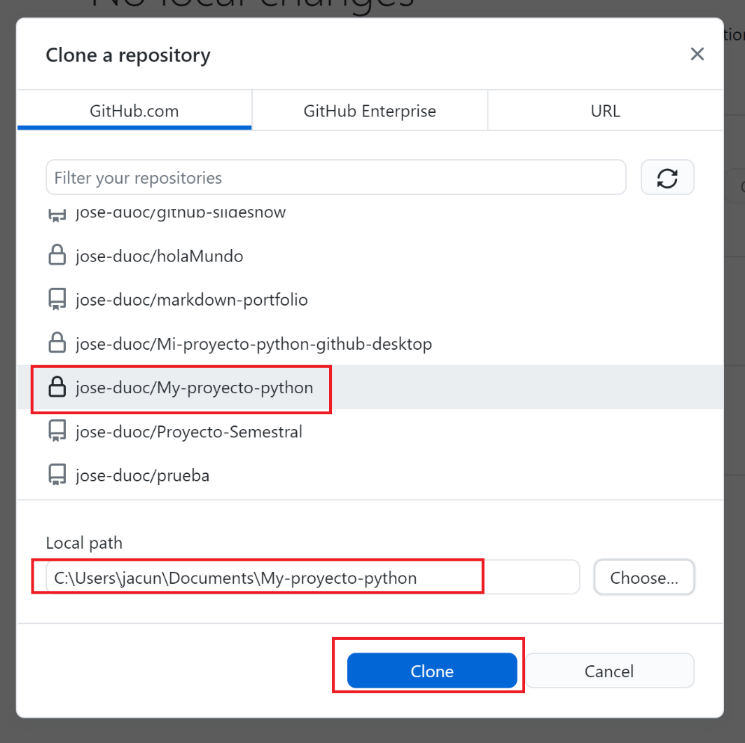 No local changes
Clone a repository
GitHub.com
GitHub Enterprise
URL
Filter your repositories
jose-duoc/github-slideshow
jose-duoc/holaMundo
jose-duoc/markdown-portfolio
jose-duoc/Mi-proyecto-python-github-desktop
jose-duoc/My-proyecto-python
jose-duoc/Proyecto-Semestral
jose-duoc/prueba
Local path
C:\Users\jacun\Documents\My-proyecto-python
Choose...
Clone
Cancel